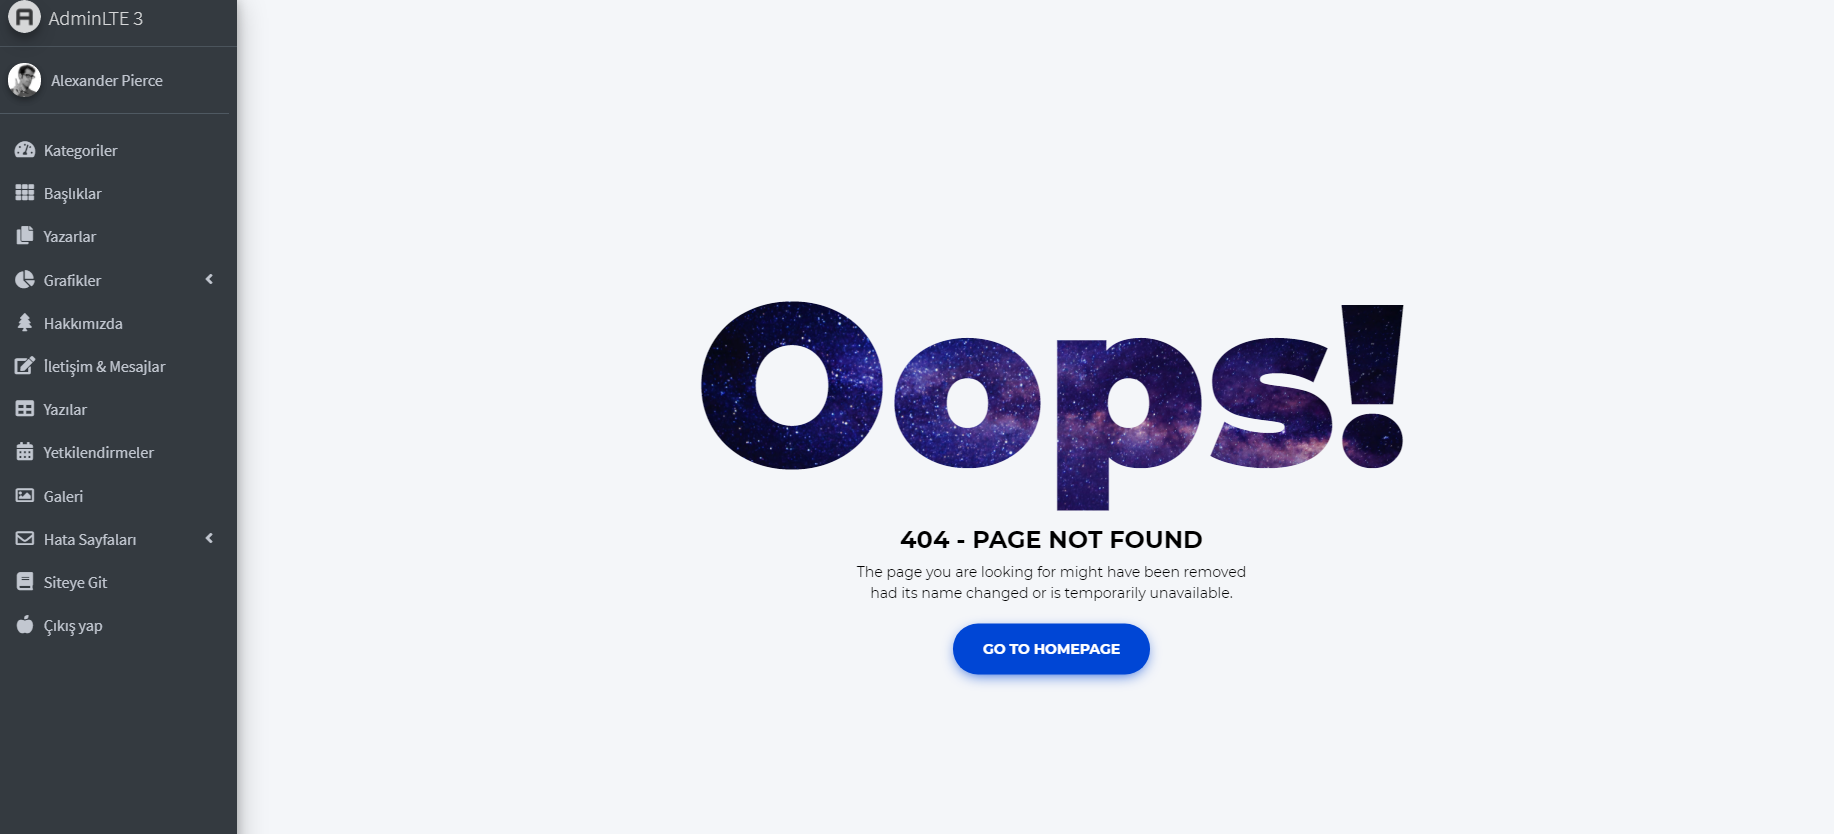 AdminLTE 3
Alexander Pierce
Kategoriler
Başlıklar
Yazarlar
Grafikler
Hakkımızda
İletişim & Mesajlar
Yazılar
Yetkilendirmeler
Galeri
Hata Sayfaları
Siteye Git
Çıkış yap
Oops!
404 - PAGE NOT FOUND
The page you are looking for might have been removed
had its name changed or is temporarily unavailable.
GO TO HOMEPAGE